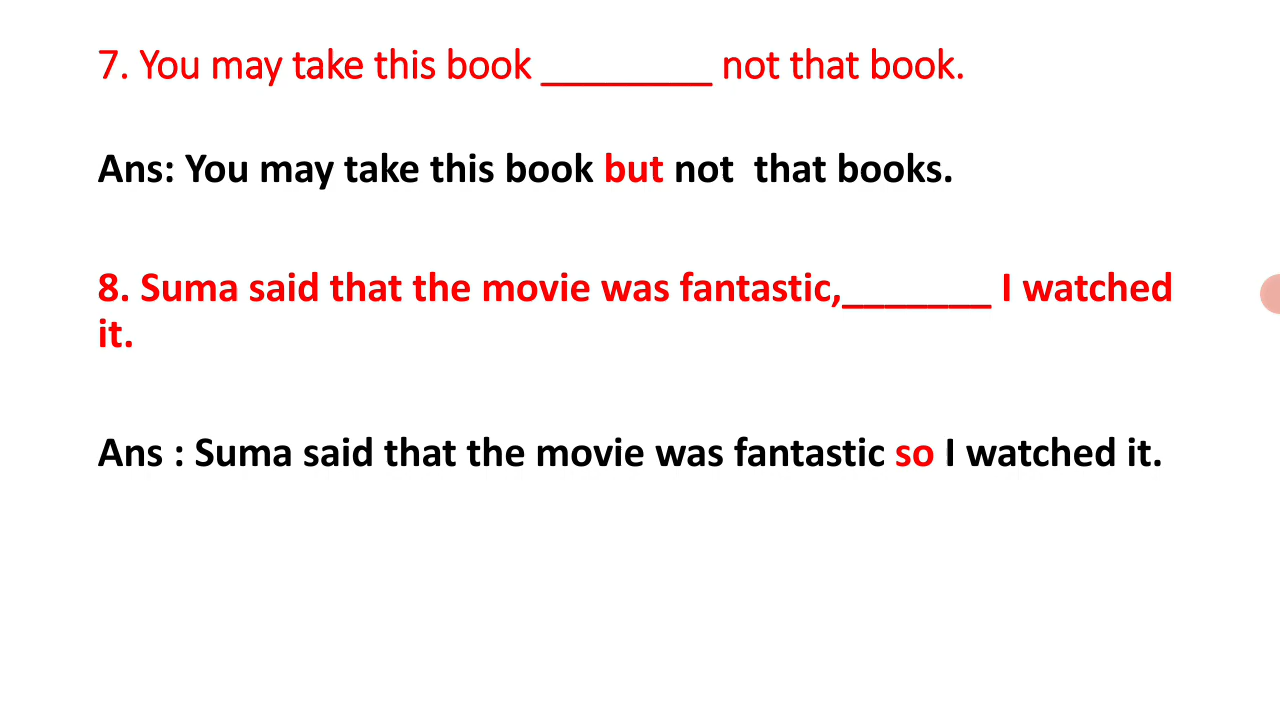 7. You may take this book ________ not that book.
Ans: You may take this book but not  that books.
8. Suma said that the movie was fantastic,_______ I watched
it.
Ans : Suma said that the movie was fantastic so I watched it.